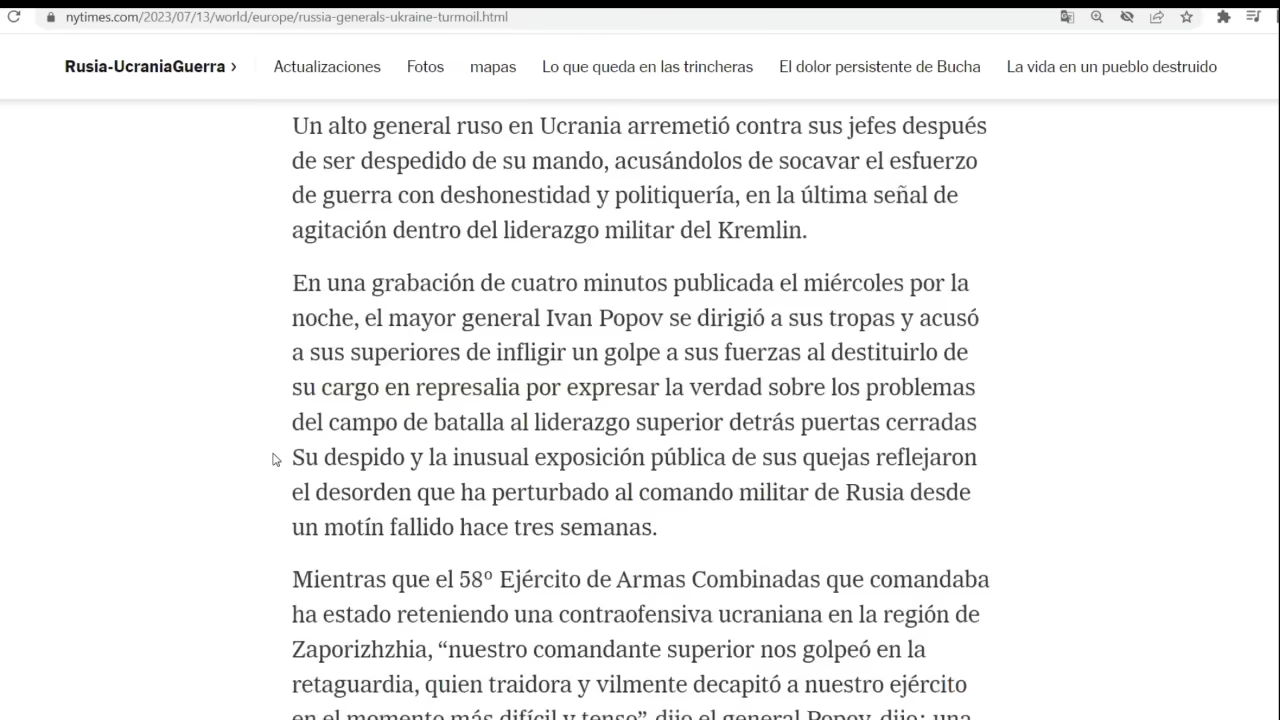 nytimes.com/2023/07/13/world/europe/russia-generals-ukraine-turmoil.html
Rusia-UcraniaGuerra › Actualizaciones Fotos mapas Lo que queda en las trincheras El dolor persistente de Bucha La vida en un pueblo destruido
Un alto general ruso en Ucrania arremetió contra sus jefes después
de ser despedido de su mando, acusándolos de socavar el esfuerzo
de guerra con deshonestidad y politiquería, en la última señal de
agitación dentro del liderazgo militar del Kremlin.
En una grabación de cuatro minutos publicada el miércoles por la
noche, el mayor general Ivan Popov se dirigió a sus tropas y acusó
a sus superiores de infligir un golpe a sus fuerzas al destituirlo de
su cargo en represalia por expresar la verdad sobre los problemas
del campo de batalla al liderazgo superior detrás puertas cerradas
Su despido y la inusual exposición pública de sus quejas reflejaron
el desorden que ha perturbado al comando militar de Rusia desde
un motín fallido hace tres semanas.
Mientras que el 58º Ejército de Armas Combinadas que comandaba
ha estado reteniendo una contraofensiva ucraniana en la región de
Zaporizhzhia, “nuestro comandante superior nos golpeó en la
retaguardia, quien traidora y vilmente decapitó a nuestro ejército
en el momento más difícil y tenso”, dijo el general Popov. dijo: una